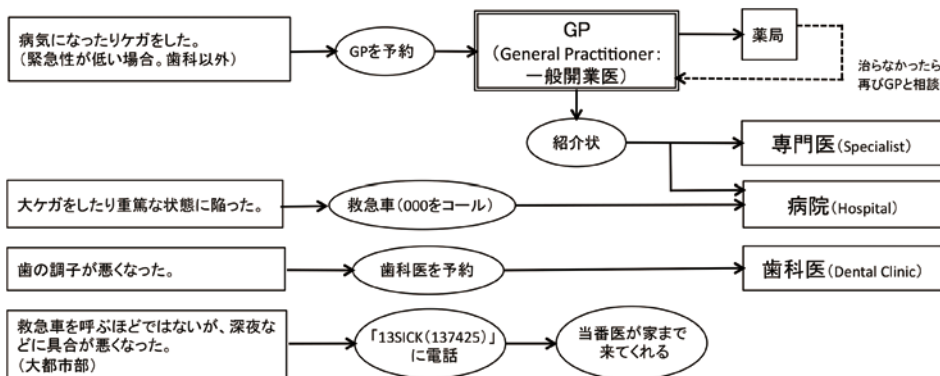 病気になったりケガをした。
(緊急性が低い場合。歯科以外)
GPを予約
GP
(General Practitioner:
一般開業医)
薬局
治らなかったら
再びGPと相談
紹介状
専門医(Specialist)
大ケガをしたり重篤な状態に陥った。
救急車(000をコール)
病院(Hospital)
歯の調子が悪くなった。
歯科医を予約
歯科医(Dental Clinic)
救急車を呼ぶほどではないが、深夜な
どに具合が悪くなった。
(大都市部)
「13SICK(137425)」
に電話
当番医が家まで
来てくれる